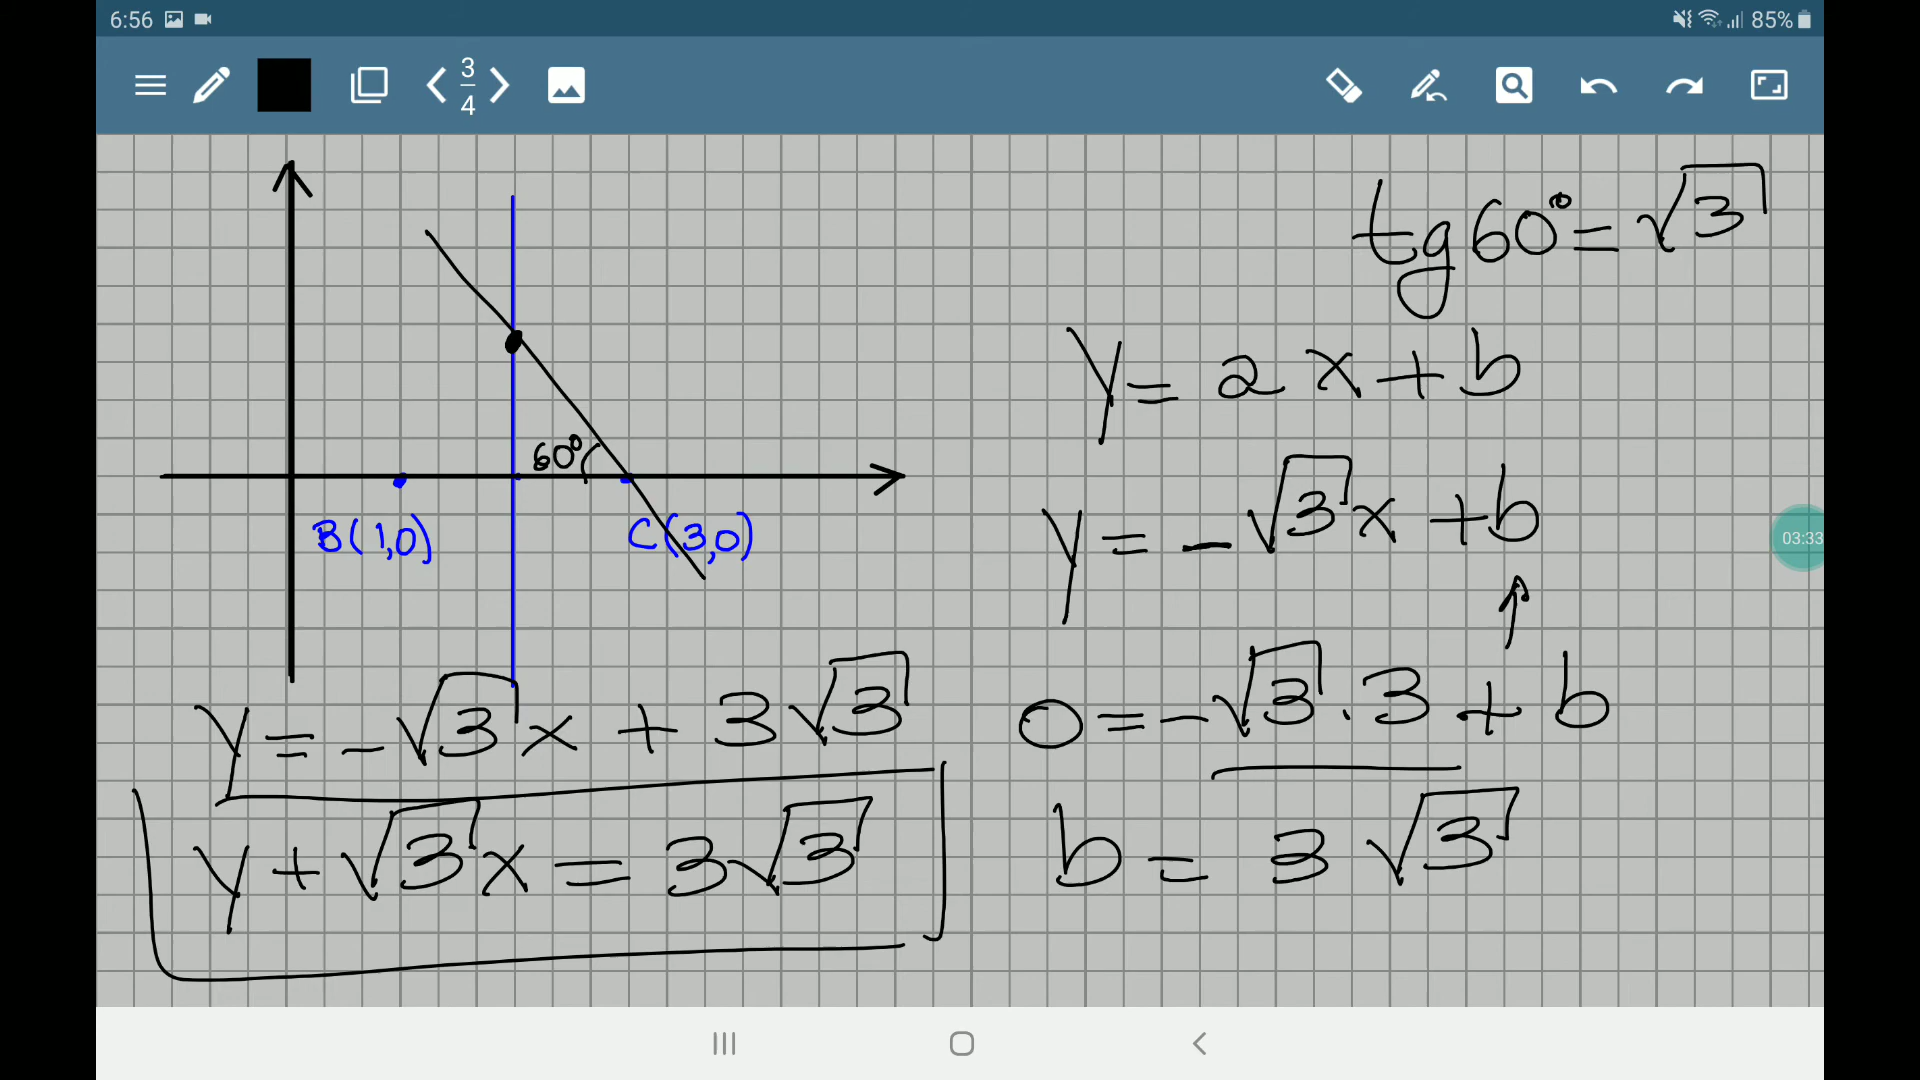 6:56
85%
3
4
tg60° = √3
y = ax + b
60°
B(1,0)
C(3,0)
y = -√3x + b
0 = -√3.3 + b
b = 3√3
y = -√3x + 3√3
y + √3x = 3√3
03:33